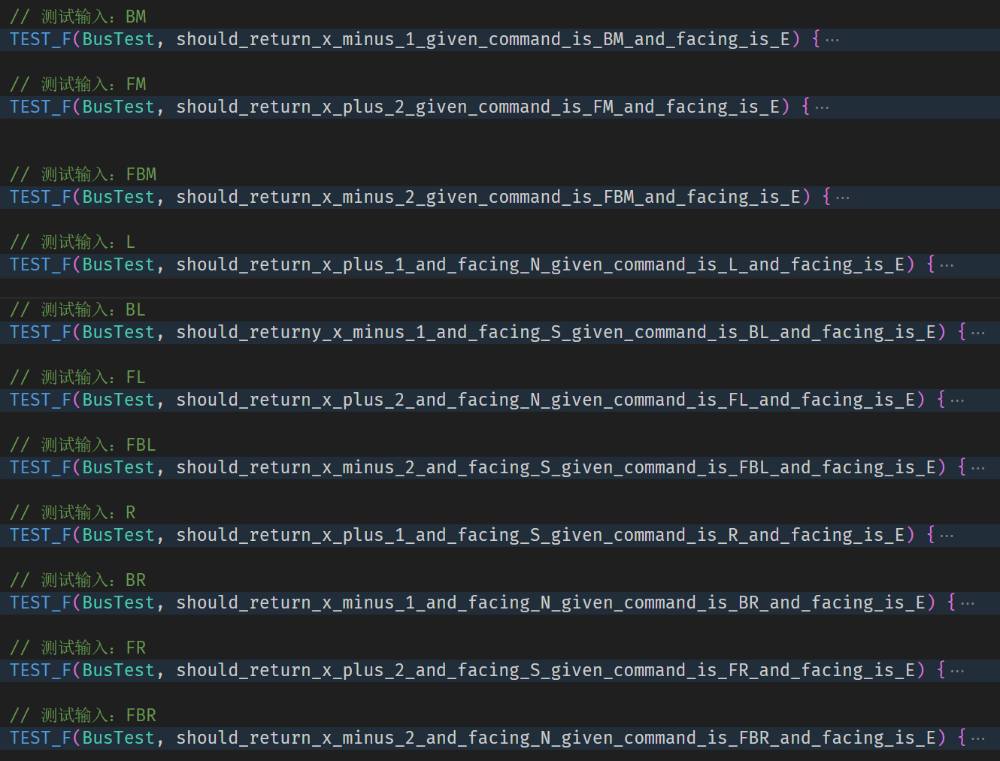 // 测试输入：BM
TEST_F(BusTest, should_return_x_minus_1_given_command_is_BM_and_facing_is_E) {···
// 测试输入：FM
TEST_F(BusTest, should_return_x_plus_2_given_command_is_FM_and_facing_is_E) {···
// 测试输入：FBM
TEST_F(BusTest, should_return_x_minus_2_given_command_is_FBM_and_facing_is_E) {···
// 测试输入：L
TEST_F(BusTest, should_return_x_plus_1_and_facing_N_given_command_is_L_and_facing_is_E) {···
// 测试输入：BL
TEST_F(BusTest, should_returny_x_minus_1_and_facing_S_given_command_is_BL_and_facing_is_E) {···
// 测试输入：FL
TEST_F(BusTest, should_return_x_plus_2_and_facing_N_given_command_is_FL_and_facing_is_E) {···
// 测试输入：FBL
TEST_F(BusTest, should_return_x_minus_2_and_facing_S_given_command_is_FBL_and_facing_is_E) {···
// 测试输入：R
TEST_F(BusTest, should_return_x_plus_1_and_facing_S_given_command_is_R_and_facing_is_E) {···
// 测试输入：BR
TEST_F(BusTest, should_return_x_minus_1_and_facing_N_given_command_is_BR_and_facing_is_E) {···
// 测试输入：FR
TEST_F(BusTest, should_return_x_plus_2_and_facing_S_given_command_is_FR_and_facing_is_E) {···
// 测试输入：FBR
TEST_F(BusTest, should_return_x_minus_2_and_facing_N_given_command_is_FBR_and_facing_is_E) {···